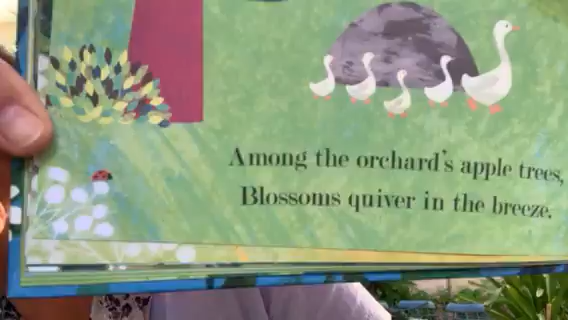 Among the orchard's apple trees,
Blossoms quiver in the breeze.